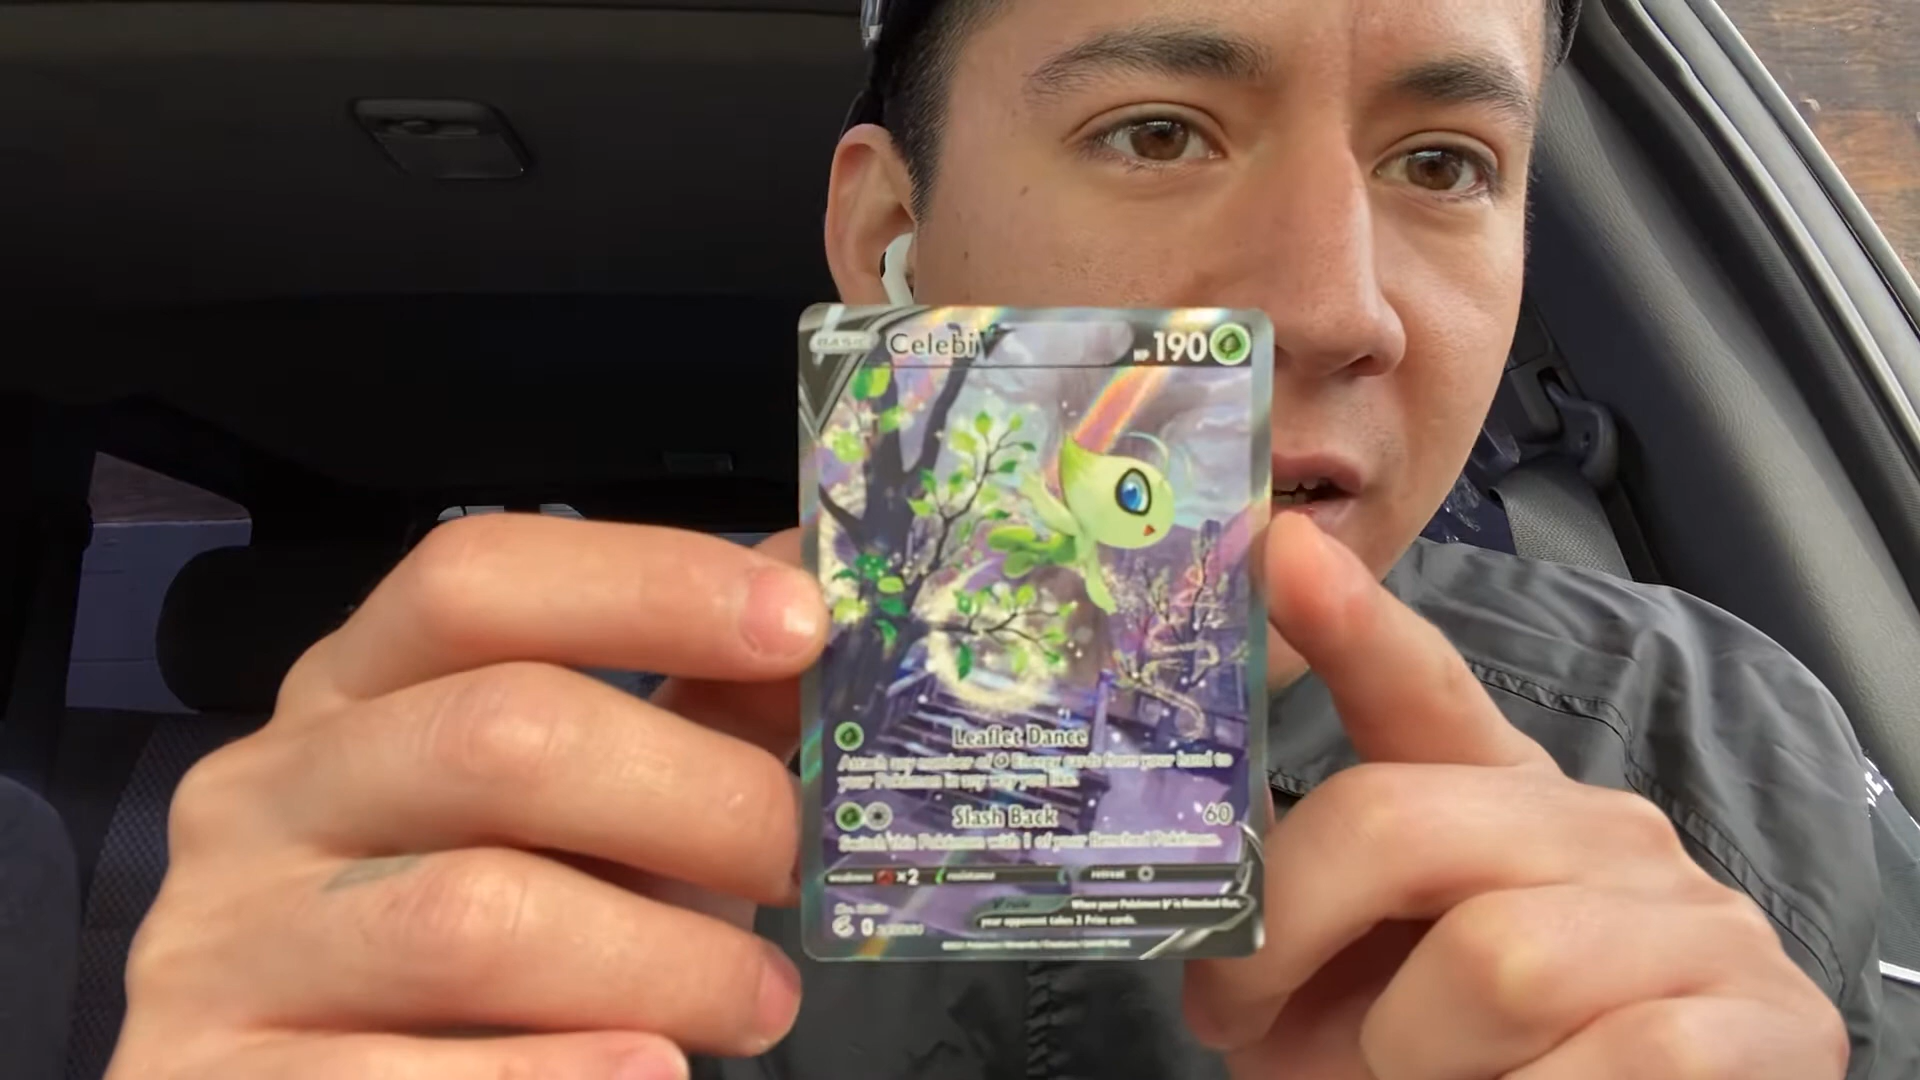 BASIC Celebi V HP 190
Leaflet Dance
Attach any number of Energy cards from your hand to
your Pokémon in any way you like.
Slash Back 60
Switch this Pokémon with 1 of your Benched Pokémon.
weakness ×2 resistance retreat
V rule When your Pokémon V is Knocked Out,
your opponent takes 2 Prize cards.